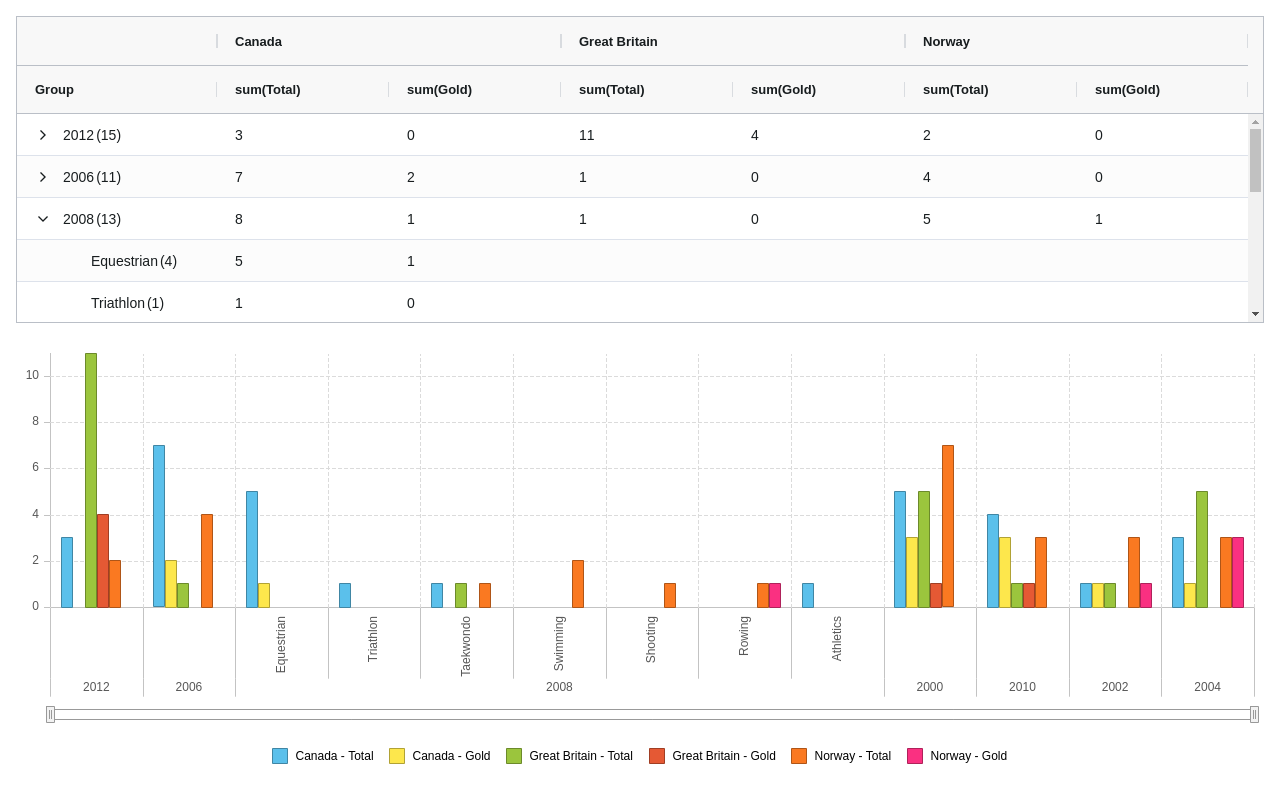 Canada Great Britain Norway
Group sum(Total) sum(Gold) sum(Total) sum(Gold) sum(Total) sum(Gold)
2012 (15) 3 0 11 4 2 0
2006 (11) 7 2 1 0 4 0
2008 (13) 8 1 1 0 5 1
Equestrian (4) 5 1
Triathlon (1) 1 0
10
8
6
4
2
0
Equestrian
Triathlon
Taekwondo
Swimming
Shooting
Rowing
Athletics
2012 2006 2008 2000 2010 2002 2004
Canada - Total Canada - Gold Great Britain - Total Great Britain - Gold Norway - Total Norway - Gold